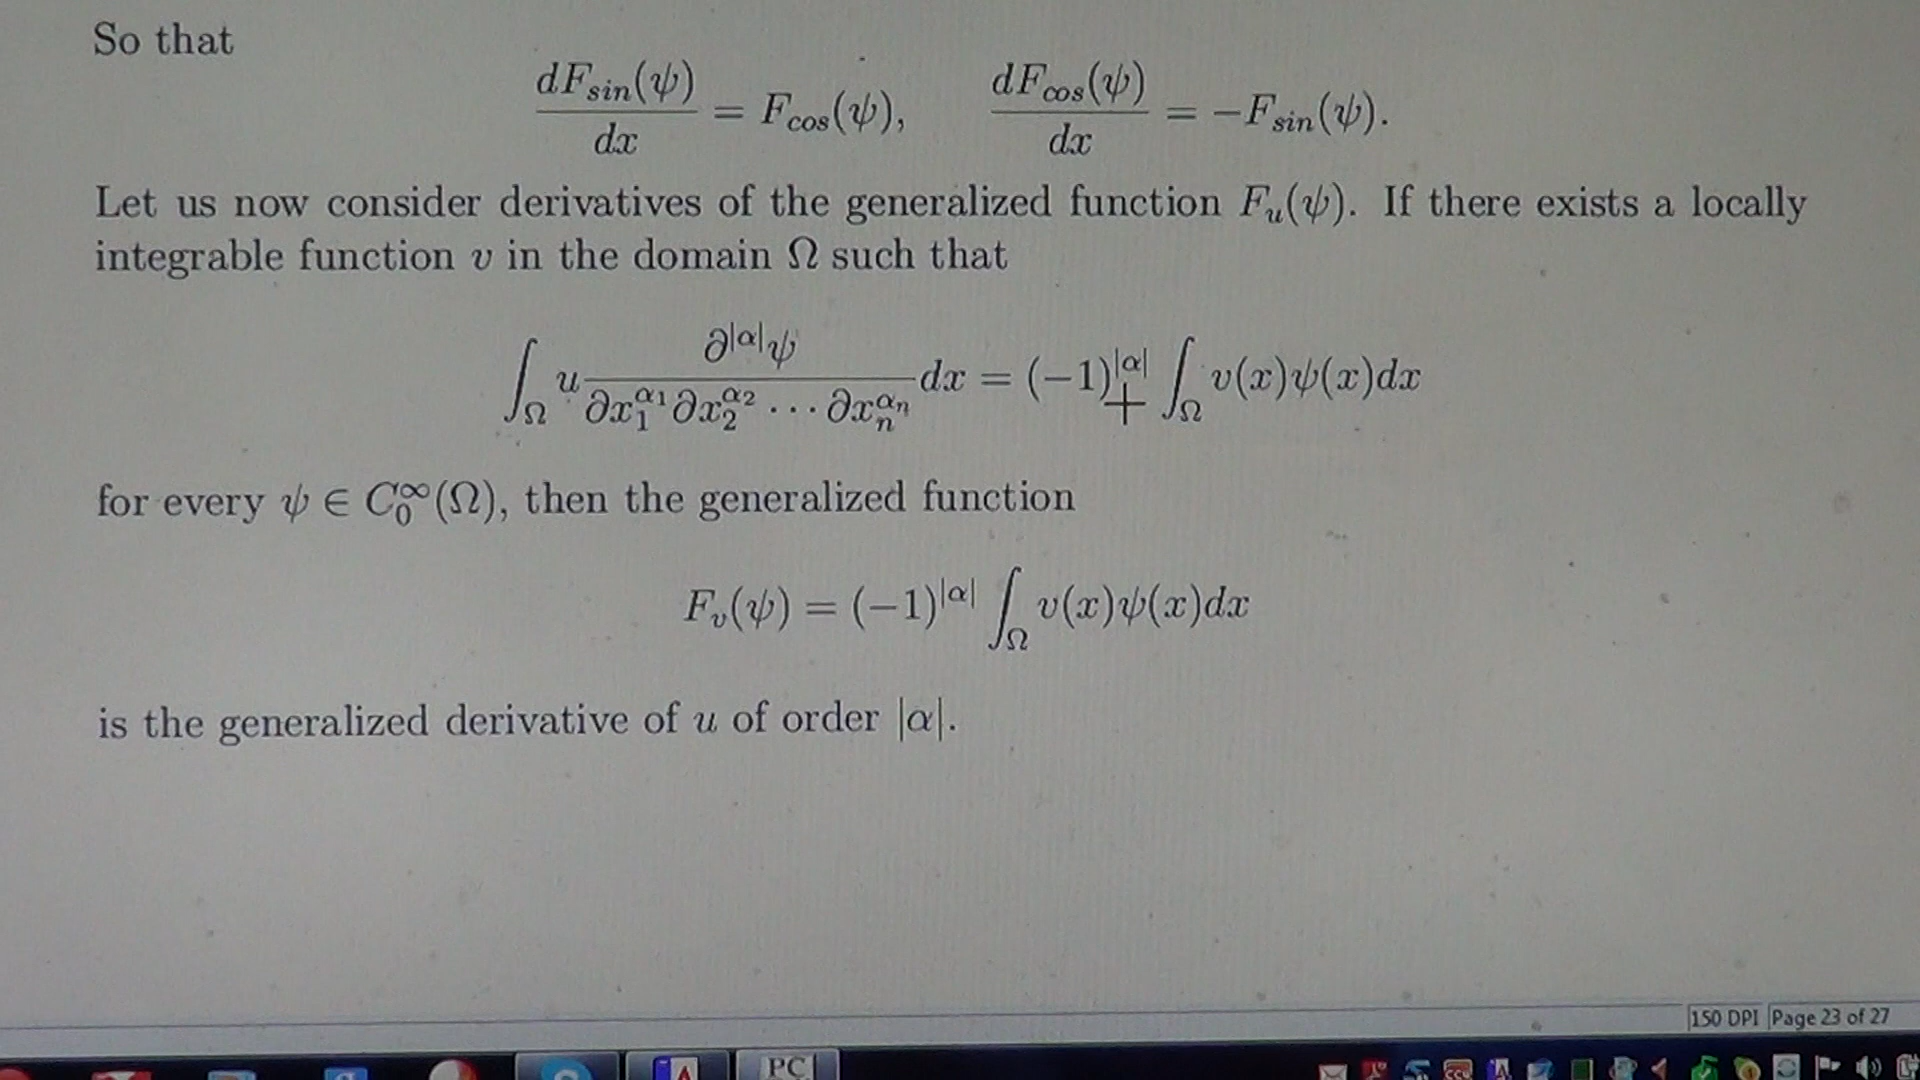 So that
dF_{sin}(ψ)/dx = F_{cos}(ψ), dF_{cos}(ψ)/dx = −F_{sin}(ψ).
Let us now consider derivatives of the generalized function F_u(ψ). If there exists a locally
integrable function v in the domain Ω such that
∫_Ω u ∂^{|α|}ψ/∂x_1^{α_1}∂x_2^{α_2} ··· ∂x_n^{α_n} dx = (−1)^{|α|} ∫_Ω v(x)ψ(x)dx
for every ψ ∈ C_0^∞(Ω), then the generalized function
F_v(ψ) = (−1)^{|α|} ∫_Ω v(x)ψ(x)dx
is the generalized derivative of u of order |α|.
150 DPI Page 23 of 27
PC